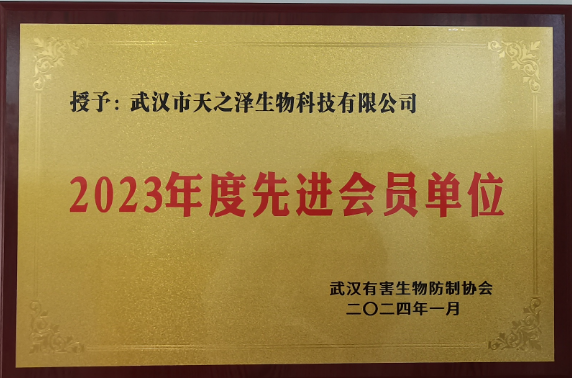 授予：武汉市天之泽生物科技有限公司
2023年度先进会员单位
武汉有害生物防制协会
二〇二四年一月